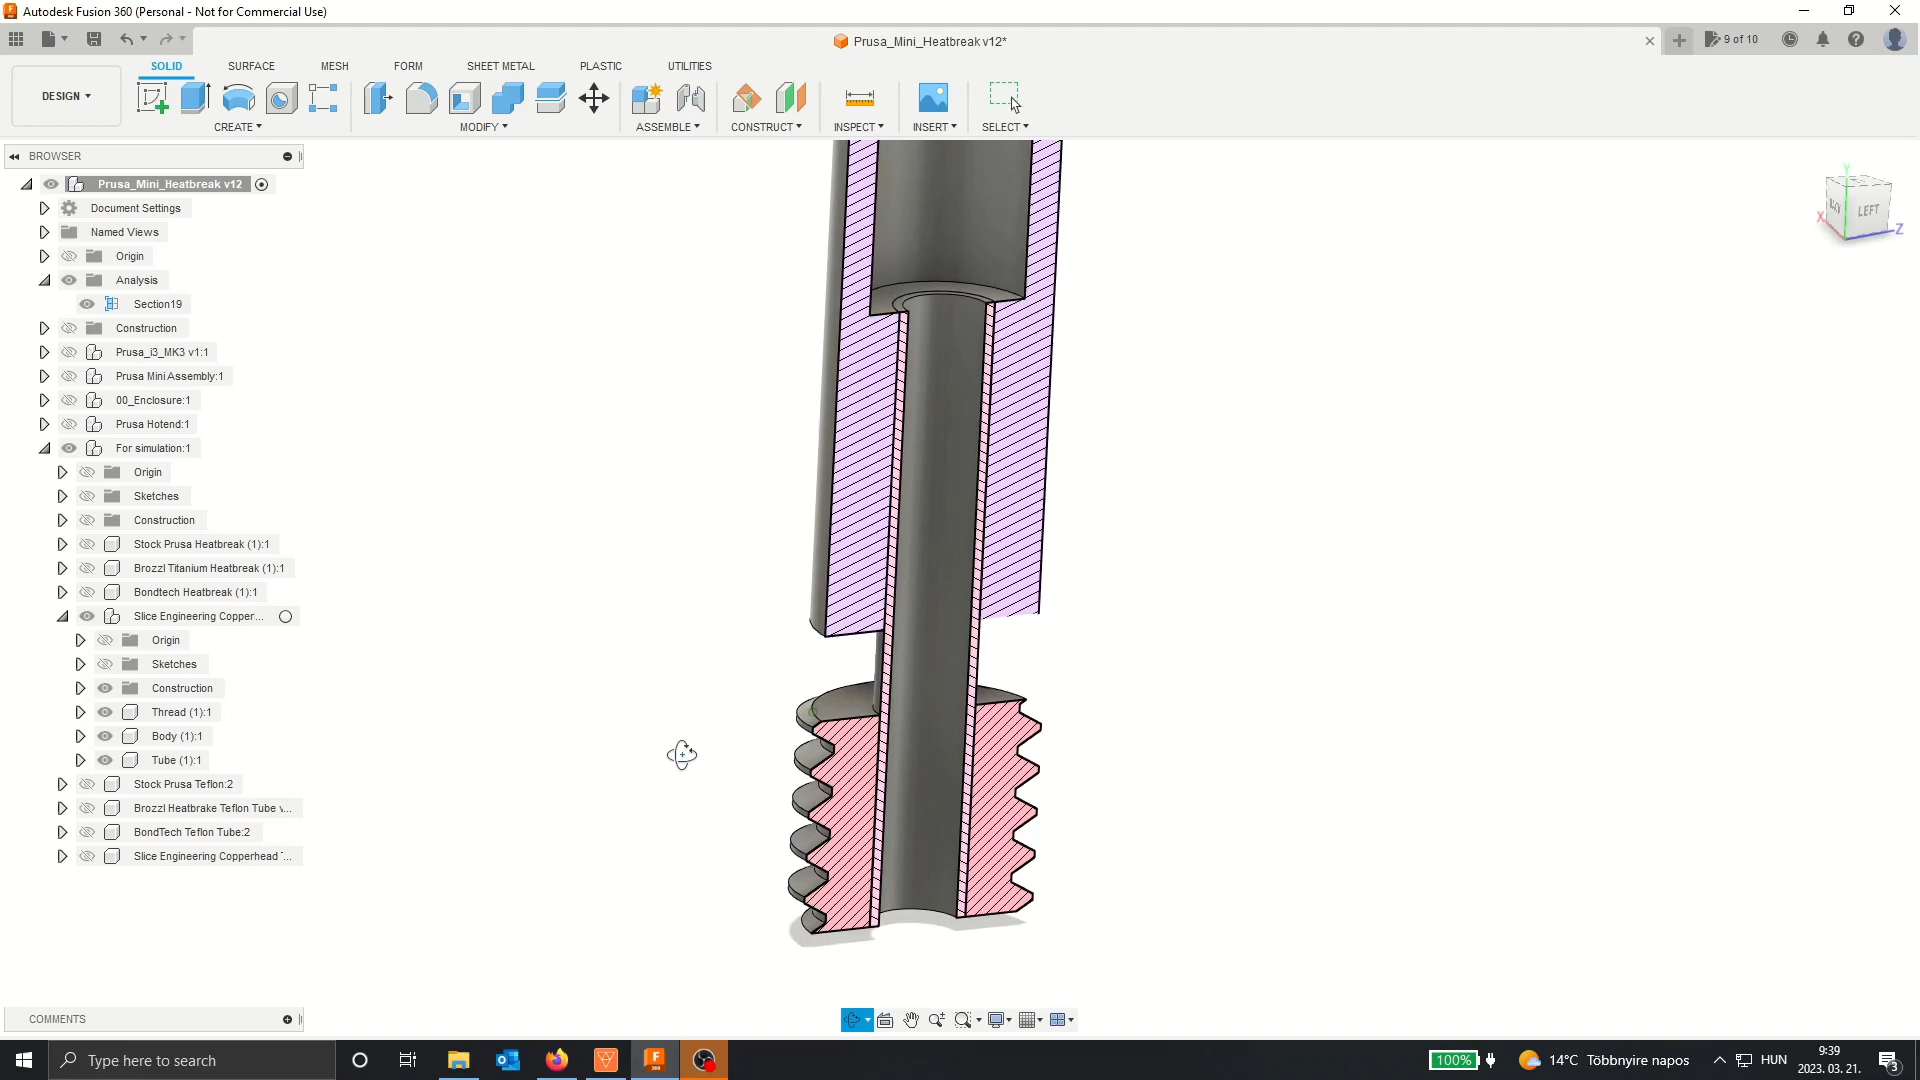 Autodesk Fusion 360 (Personal - Not for Commercial Use)
Prusa_Mini_Heatbreak v12*
9 of 10
DESIGN
SOLID
SURFACE
MESH
FORM
SHEET METAL
PLASTIC
UTILITIES
CREATE
MODIFY
ASSEMBLE
CONSTRUCT
INSPECT
INSERT
SELECT
BROWSER
Prusa_Mini_Heatbreak v12
Document Settings
Named Views
Origin
Analysis
Section19
Construction
Prusa_i3_MK3 v1:1
Prusa Mini Assembly:1
00_Enclosure:1
Prusa Hotend:1
For simulation:1
Origin
Sketches
Construction
Stock Prusa Heatbreak (1):1
Brozzl Titanium Heatbreak (1):1
Bondtech Heatbreak (1):1
Slice Engineering Copper...
Origin
Sketches
Construction
Thread (1):1
Body (1):1
Tube (1):1
Stock Prusa Teflon:2
Brozzl Heatbrake Teflon Tube v...
BondTech Teflon Tube:2
Slice Engineering Copperhead T...
Y
X
LEFT
Z
COMMENTS
Type here to search
100%
14°C Többnyire napos
HUN
9:39
2023. 03. 21.
3